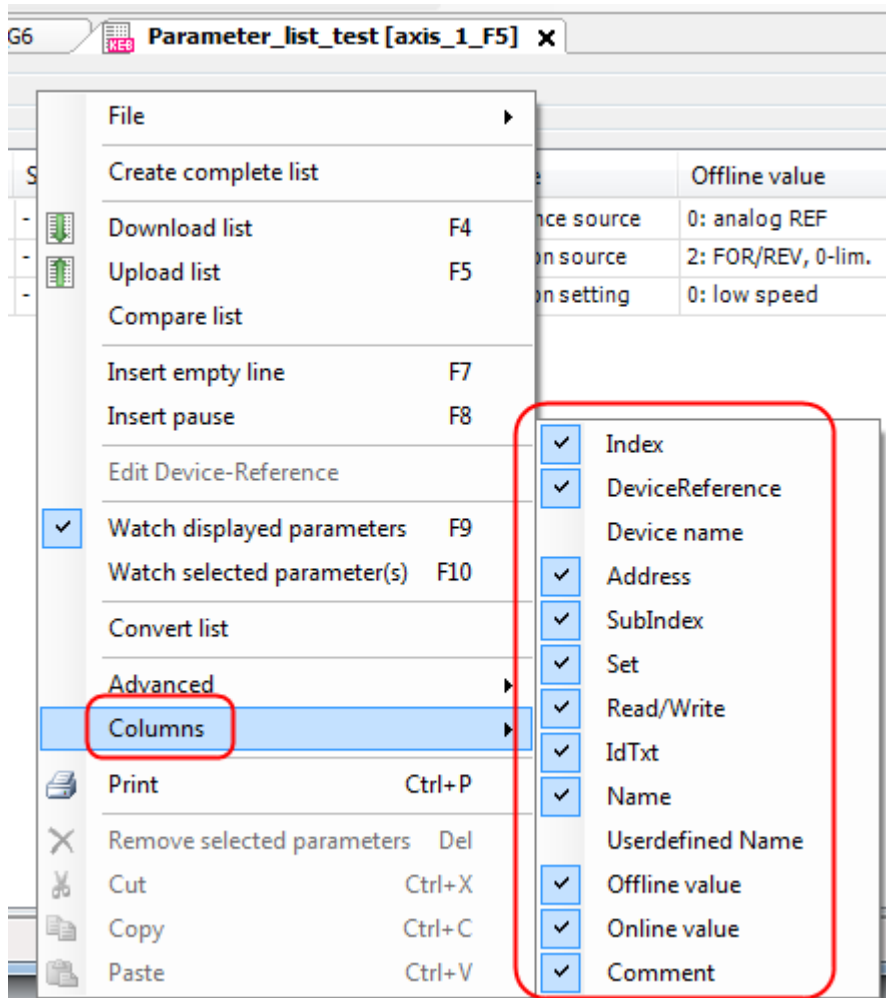 G6
KEB Parameter_list_test [axis_1_F5] x
File
Create complete list
Download list F4
Upload list F5
Compare list
Insert empty line F7
Insert pause F8
Edit Device-Reference
Watch displayed parameters F9
Watch selected parameter(s) F10
Convert list
Advanced
Columns
Print Ctrl+P
Remove selected parameters Del
Cut Ctrl+X
Copy Ctrl+C
Paste Ctrl+V
Offline value
source 0: analog REF
source 2: FOR/REV, 0-lim.
setting 0: low speed
Index
DeviceReference
Device name
Address
SubIndex
Set
Read/Write
IdTxt
Name
Userdefined Name
Offline value
Online value
Comment